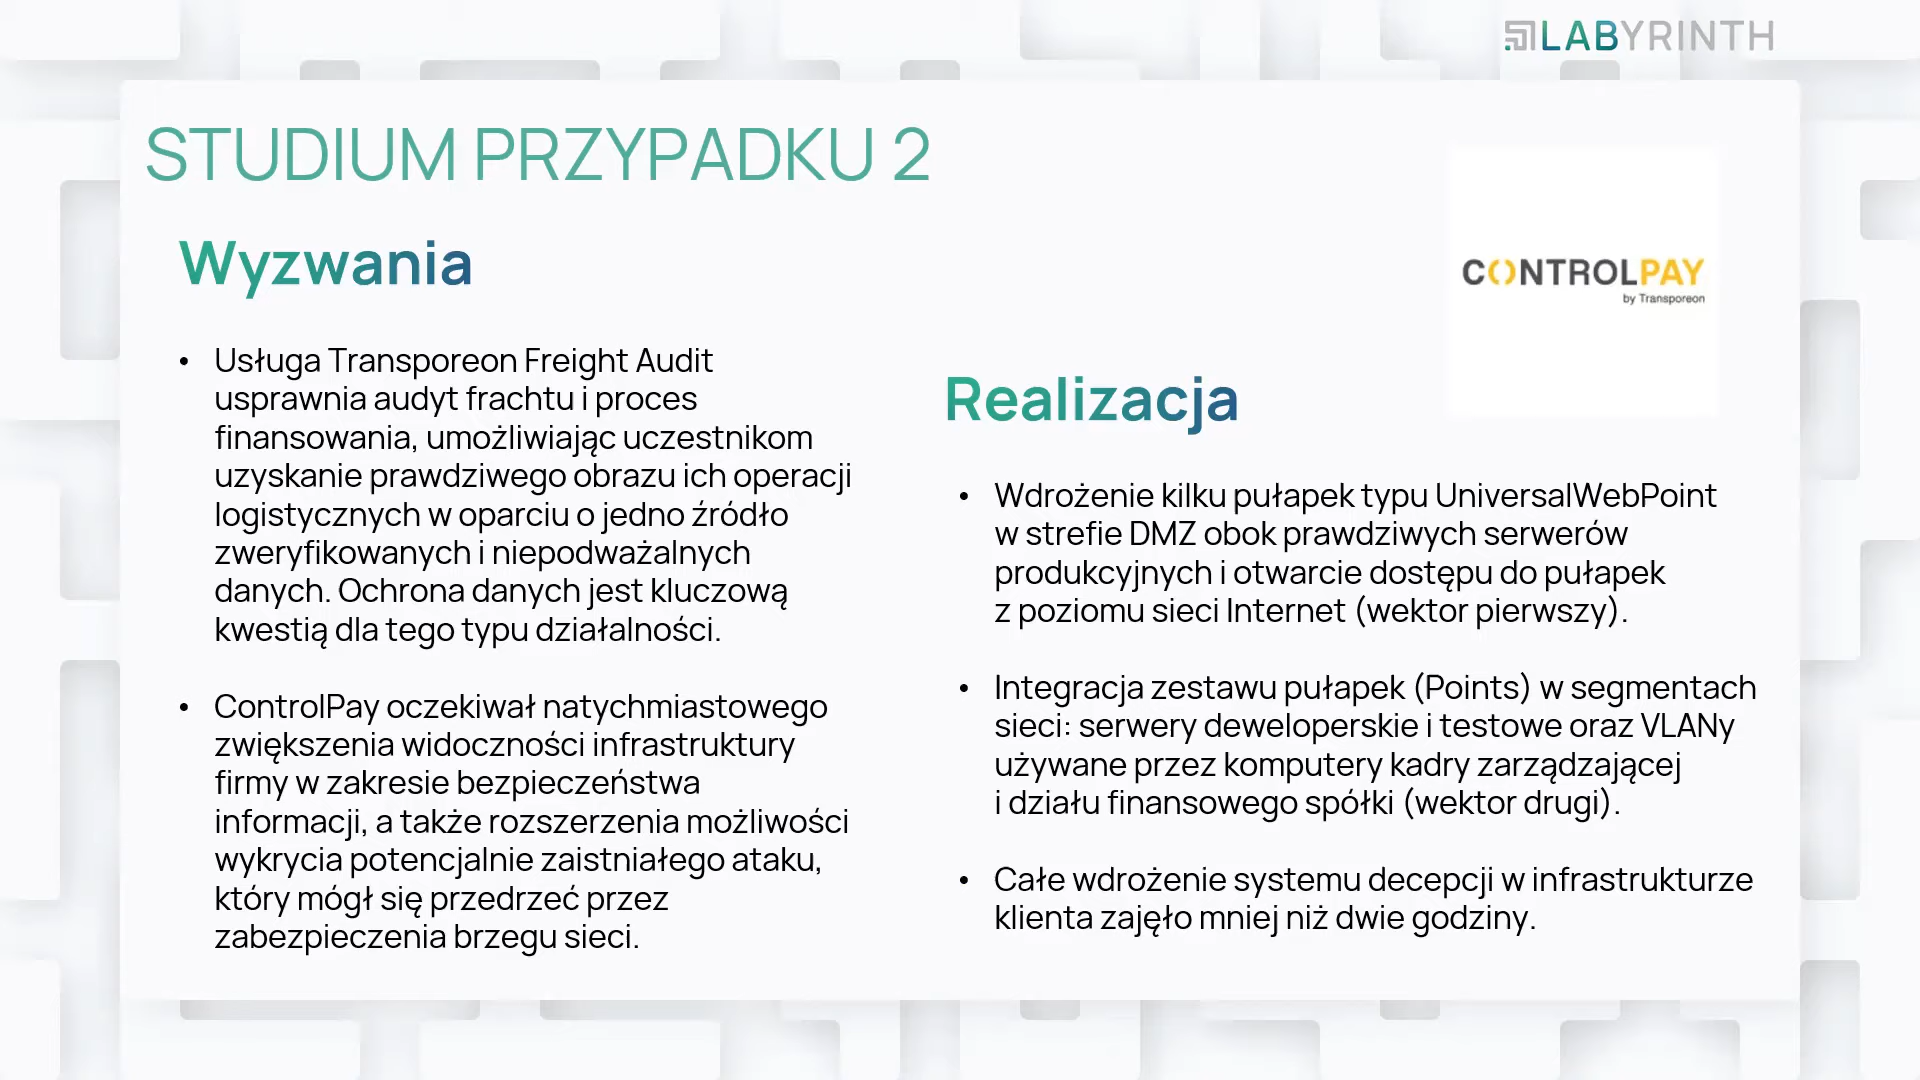 LABYRINTH
STUDIUM PRZYPADKU 2
Wyzwania
• Usługa Transporeon Freight Audit
usprawnia audyt frachtu i proces
finansowania, umożliwiając uczestnikom
uzyskanie prawdziwego obrazu ich operacji
logistycznych w oparciu o jedno źródło
zweryfikowanych i niepodważalnych
danych. Ochrona danych jest kluczową
kwestią dla tego typu działalności.
• ControlPay oczekiwał natychmiastowego
zwiększenia widoczności infrastruktury
firmy w zakresie bezpieczeństwa
informacji, a także rozszerzenia możliwości
wykrycia potencjalnie zaistniałego ataku,
który mógł się przedrzeć przez
zabezpieczenia brzegu sieci.
CONTROLPAY
by Transporeon
Realizacja
• Wdrożenie kilku pułapek typu UniversalWebPoint
w strefie DMZ obok prawdziwych serwerów
produkcyjnych i otwarcie dostępu do pułapek
z poziomu sieci Internet (wektor pierwszy).
• Integracja zestawu pułapek (Points) w segmentach
sieci: serwery deweloperskie i testowe oraz VLANy
używane przez komputery kadry zarządzającej
i działu finansowego spółki (wektor drugi).
• Całe wdrożenie systemu decepcji w infrastrukturze
klienta zajęło mniej niż dwie godziny.